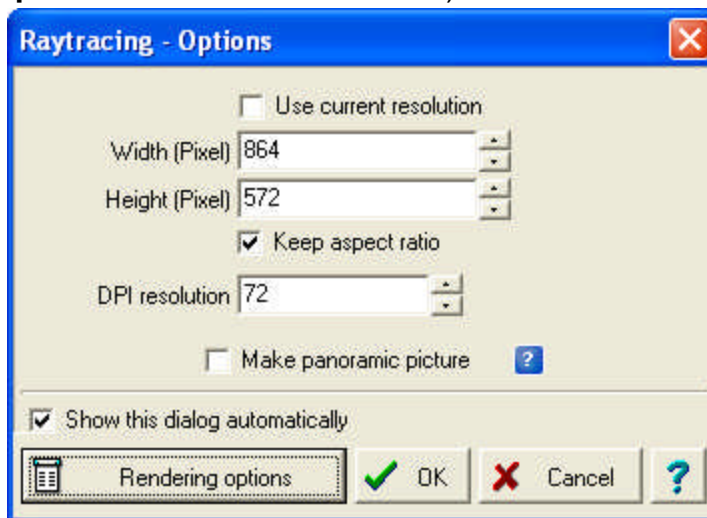 Raytracing - Options
Use current resolution
Width (Pixel) 864
Height (Pixel) 572
Keep aspect ratio
DPI resolution 72
Make panoramic picture ?
Show this dialog automatically
Rendering options OK Cancel ?